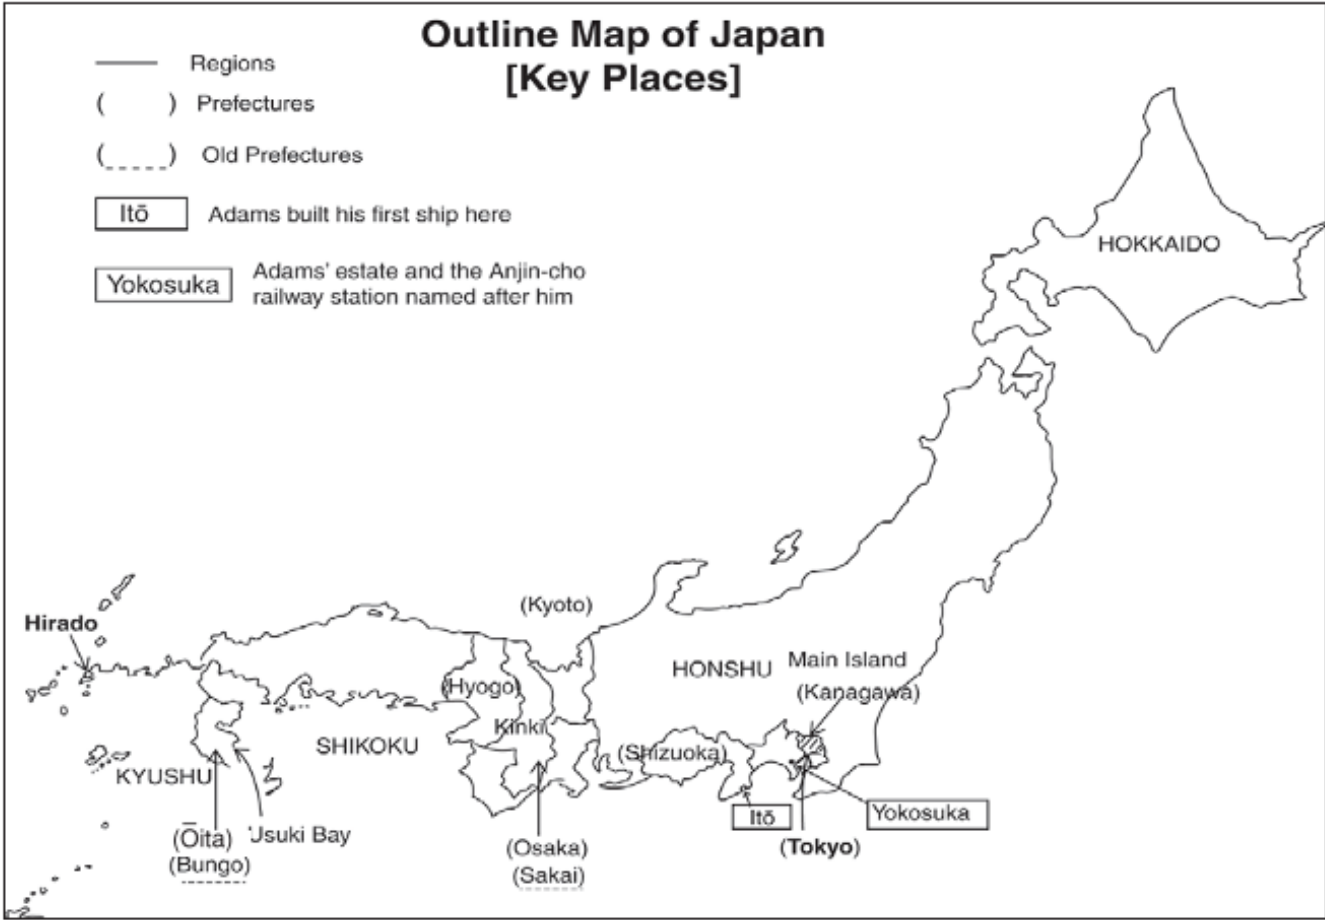 Outline Map of Japan
[Key Places]
Regions
( ) Prefectures
( ) Old Prefectures
Itō Adams built his first ship here
Yokosuka Adams' estate and the Anjin-cho
railway station named after him
HOKKAIDO
(Kyoto)
Hirado
HONSHU
Main Island
(Kanagawa)
(Hyogo)
Kinki
SHIKOKU
(Shizuoka)
KYUSHU
Itō
Yokosuka
(Ōita)
Usuki Bay
(Bungo)
(Osaka)
(Sakai)
(Tokyo)